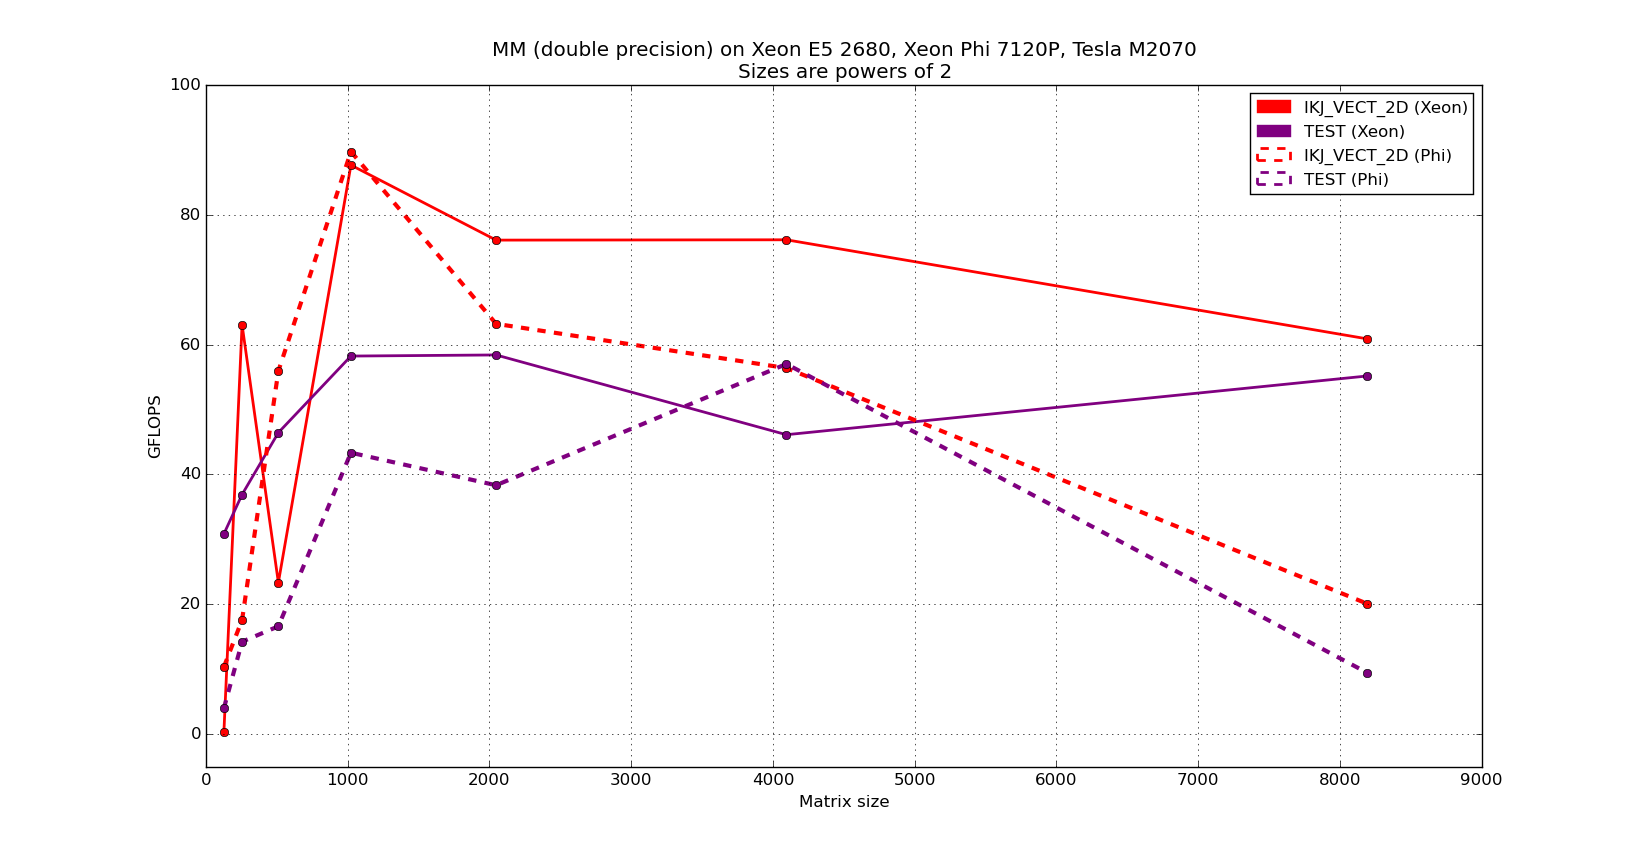 MM (double precision) on Xeon E5 2680, Xeon Phi 7120P, Tesla M2070
Sizes are powers of 2
100
80
60
40
20
0
GFLOPS
IKJ_VECT_2D (Xeon)
TEST (Xeon)
IKJ_VECT_2D (Phi)
TEST (Phi)
0 1000 2000 3000 4000 5000 6000 7000 8000 9000
Matrix size